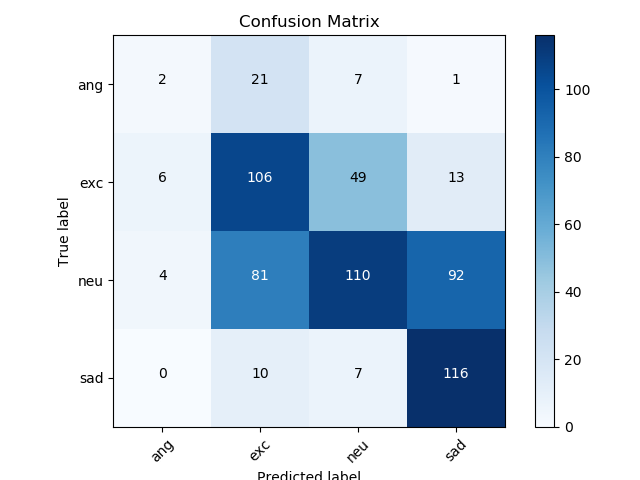 Confusion Matrix
True label
ang 2 21 7 1
exc 6 106 49 13
neu 4 81 110 92
sad 0 10 7 116
ang exc neu sad
Predicted label
100
80
60
40
20
0